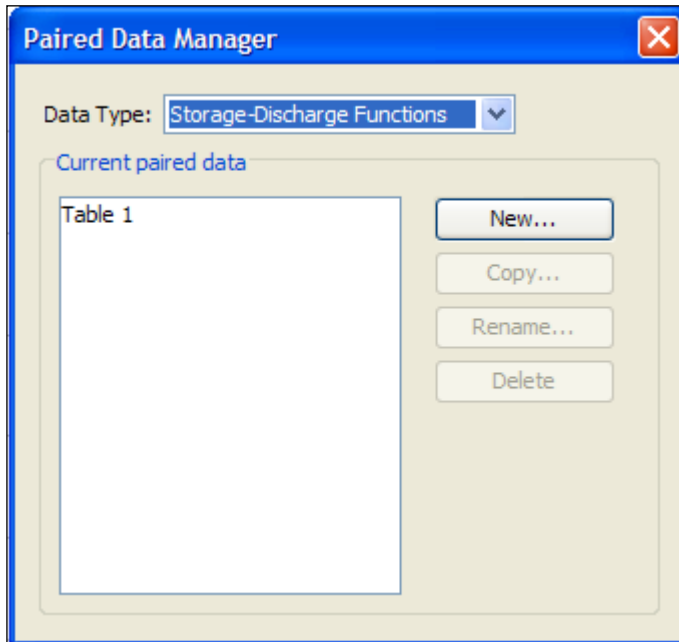 Paired Data Manager
Data Type: Storage-Discharge Functions
Current paired data
Table 1
New...
Copy...
Rename...
Delete